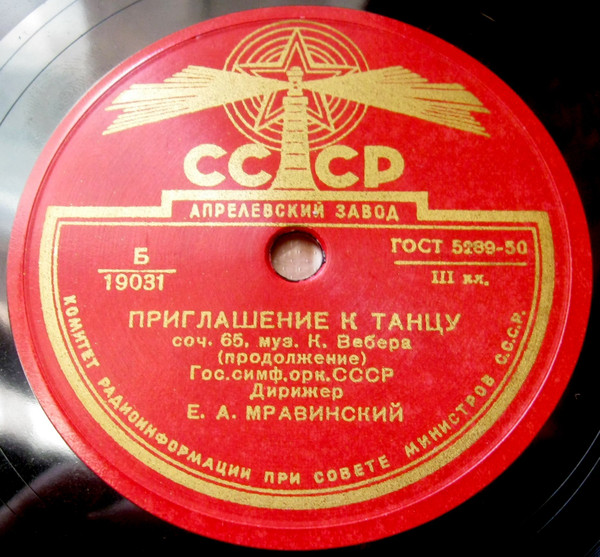 СССР
АПРЕЛЕВСКИЙ ЗАВОД
Б
19031
ГОСТ 5289-50
III кл.
ПРИГЛАШЕНИЕ К ТАНЦУ
соч. 65, муз. К. Вебера
(продолжение)
Гос.симф.орк.СССР
Дирижер
Е. А. МРАВИНСКИЙ
КОМИТЕТ РАДИОИНФОРМАЦИИ ПРИ СОВЕТЕ МИНИСТРОВ С.С.С.Р.